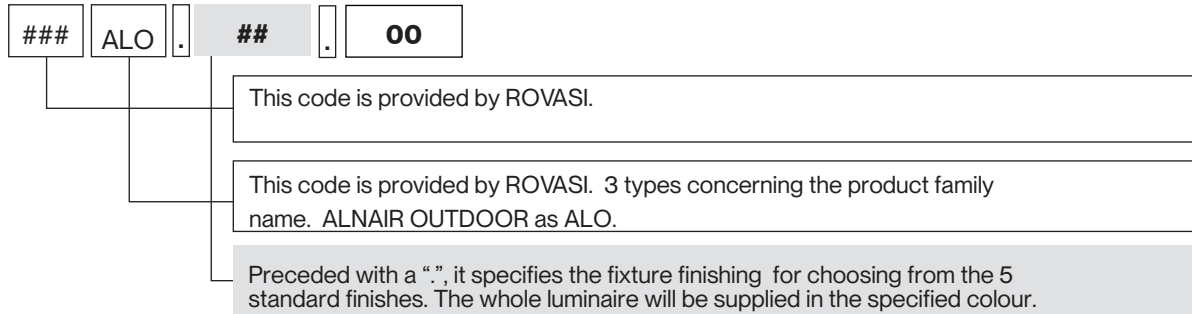 ### ALO . ## . 00
This code is provided by ROVASI.
This code is provided by ROVASI. 3 types concerning the product family
name. ALNAIR OUTDOOR as ALO.
Preceded with a “.”, it specifies the fixture finishing for choosing from the 5
standard finishes. The whole luminaire will be supplied in the specified colour.